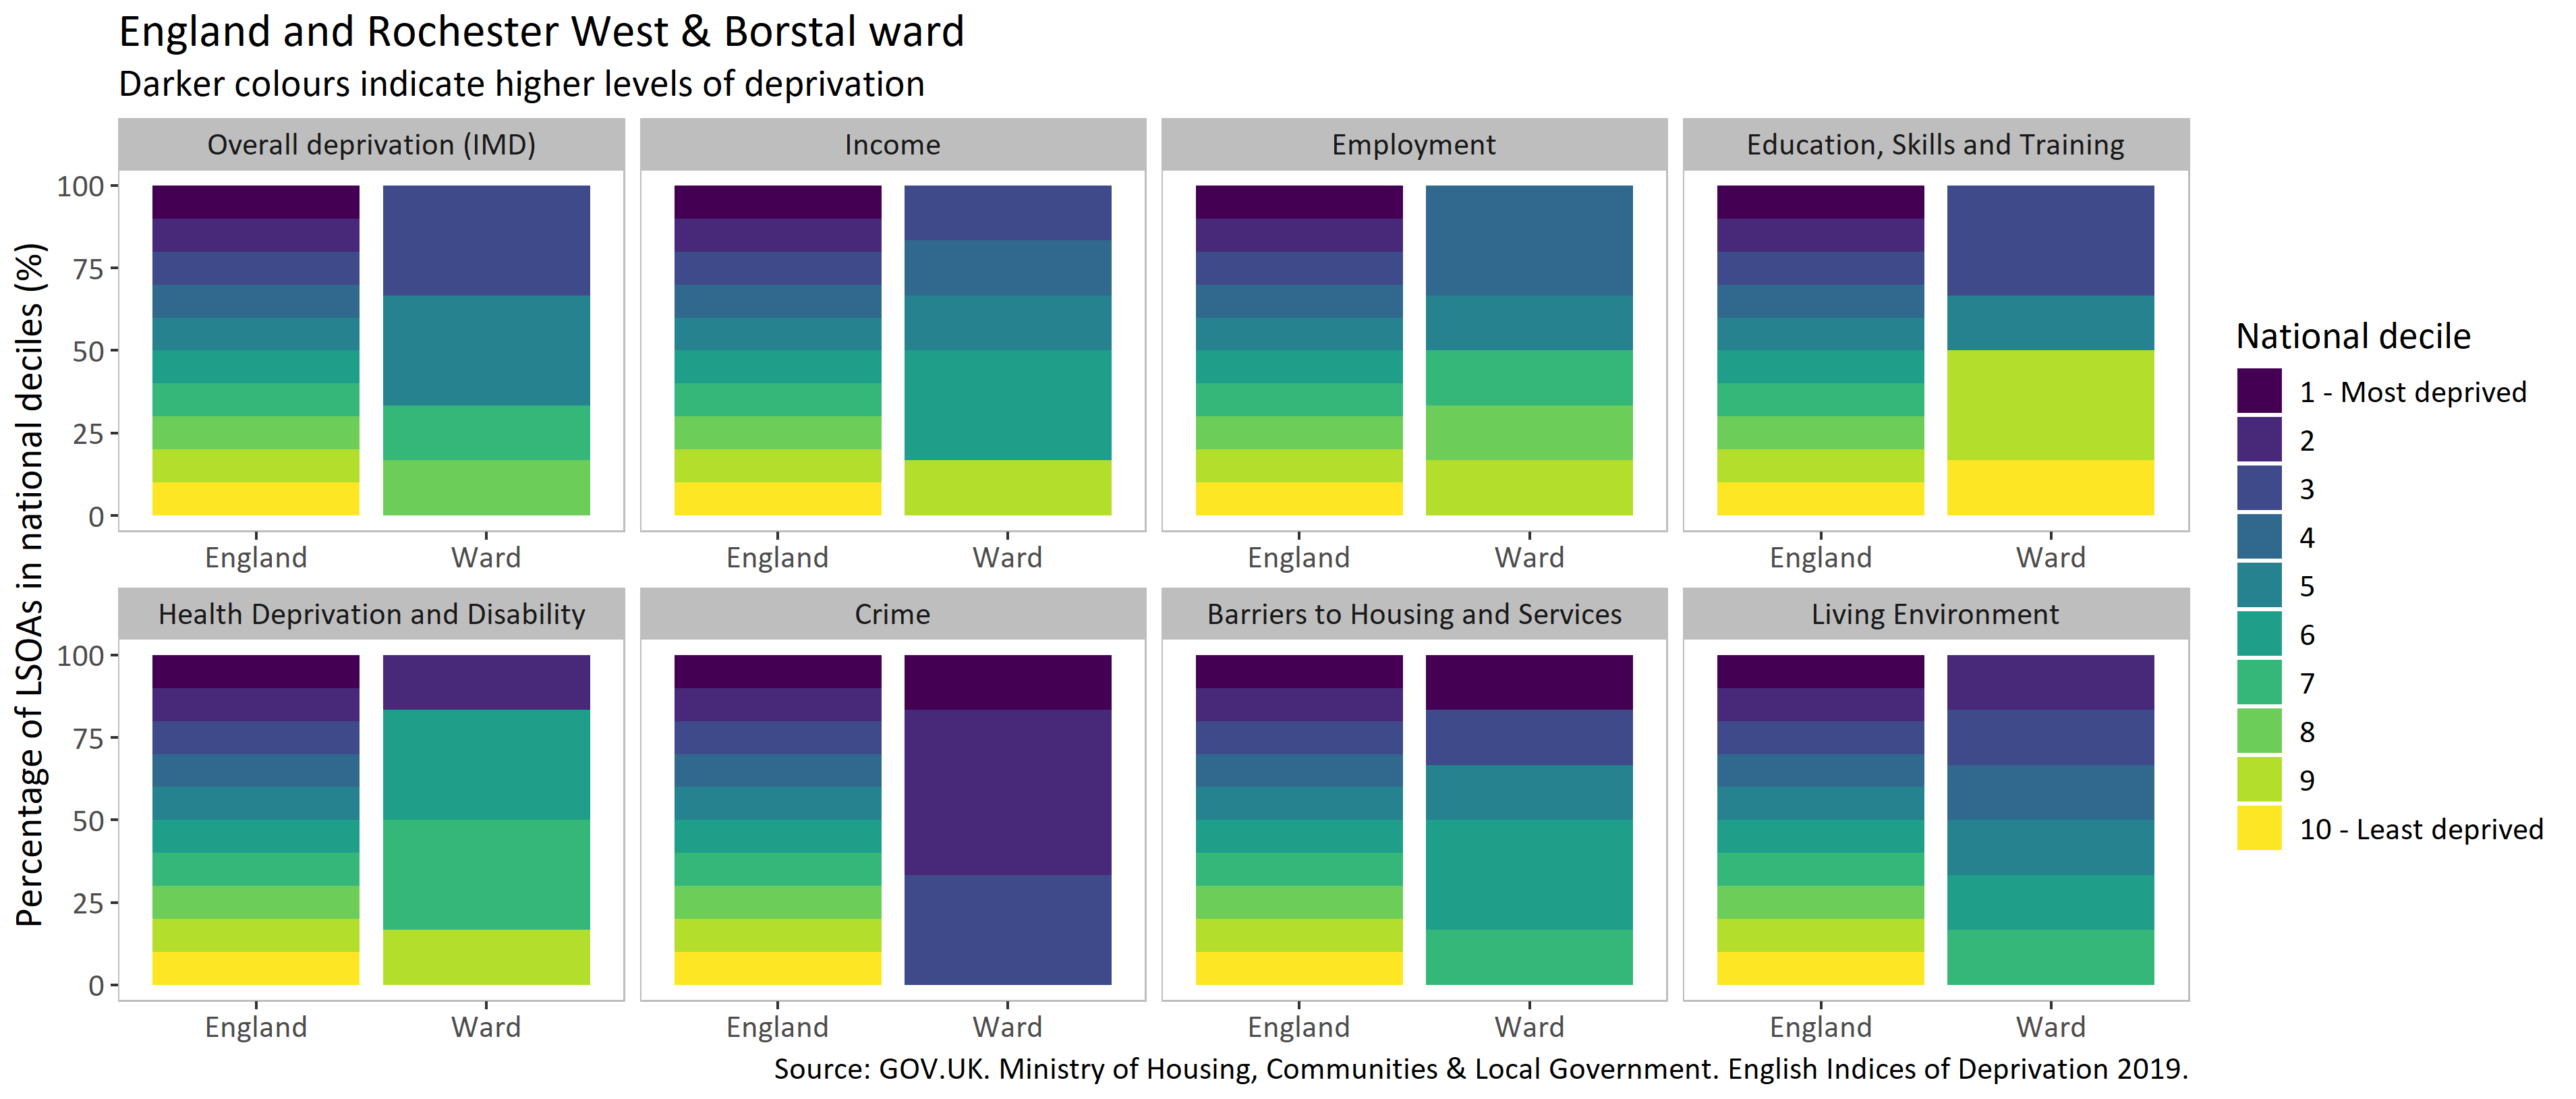 England and Rochester West & Borstal ward
Darker colours indicate higher levels of deprivation
Percentage of LSOAs in national deciles (%)
Overall deprivation (IMD)
Income
Employment
Education, Skills and Training
100
75
50
25
0
England Ward
England Ward
England Ward
England Ward
Health Deprivation and Disability
Crime
Barriers to Housing and Services
Living Environment
100
75
50
25
0
England Ward
England Ward
England Ward
England Ward
National decile
1 - Most deprived
2
3
4
5
6
7
8
9
10 - Least deprived
Source: GOV.UK. Ministry of Housing, Communities & Local Government. English Indices of Deprivation 2019.